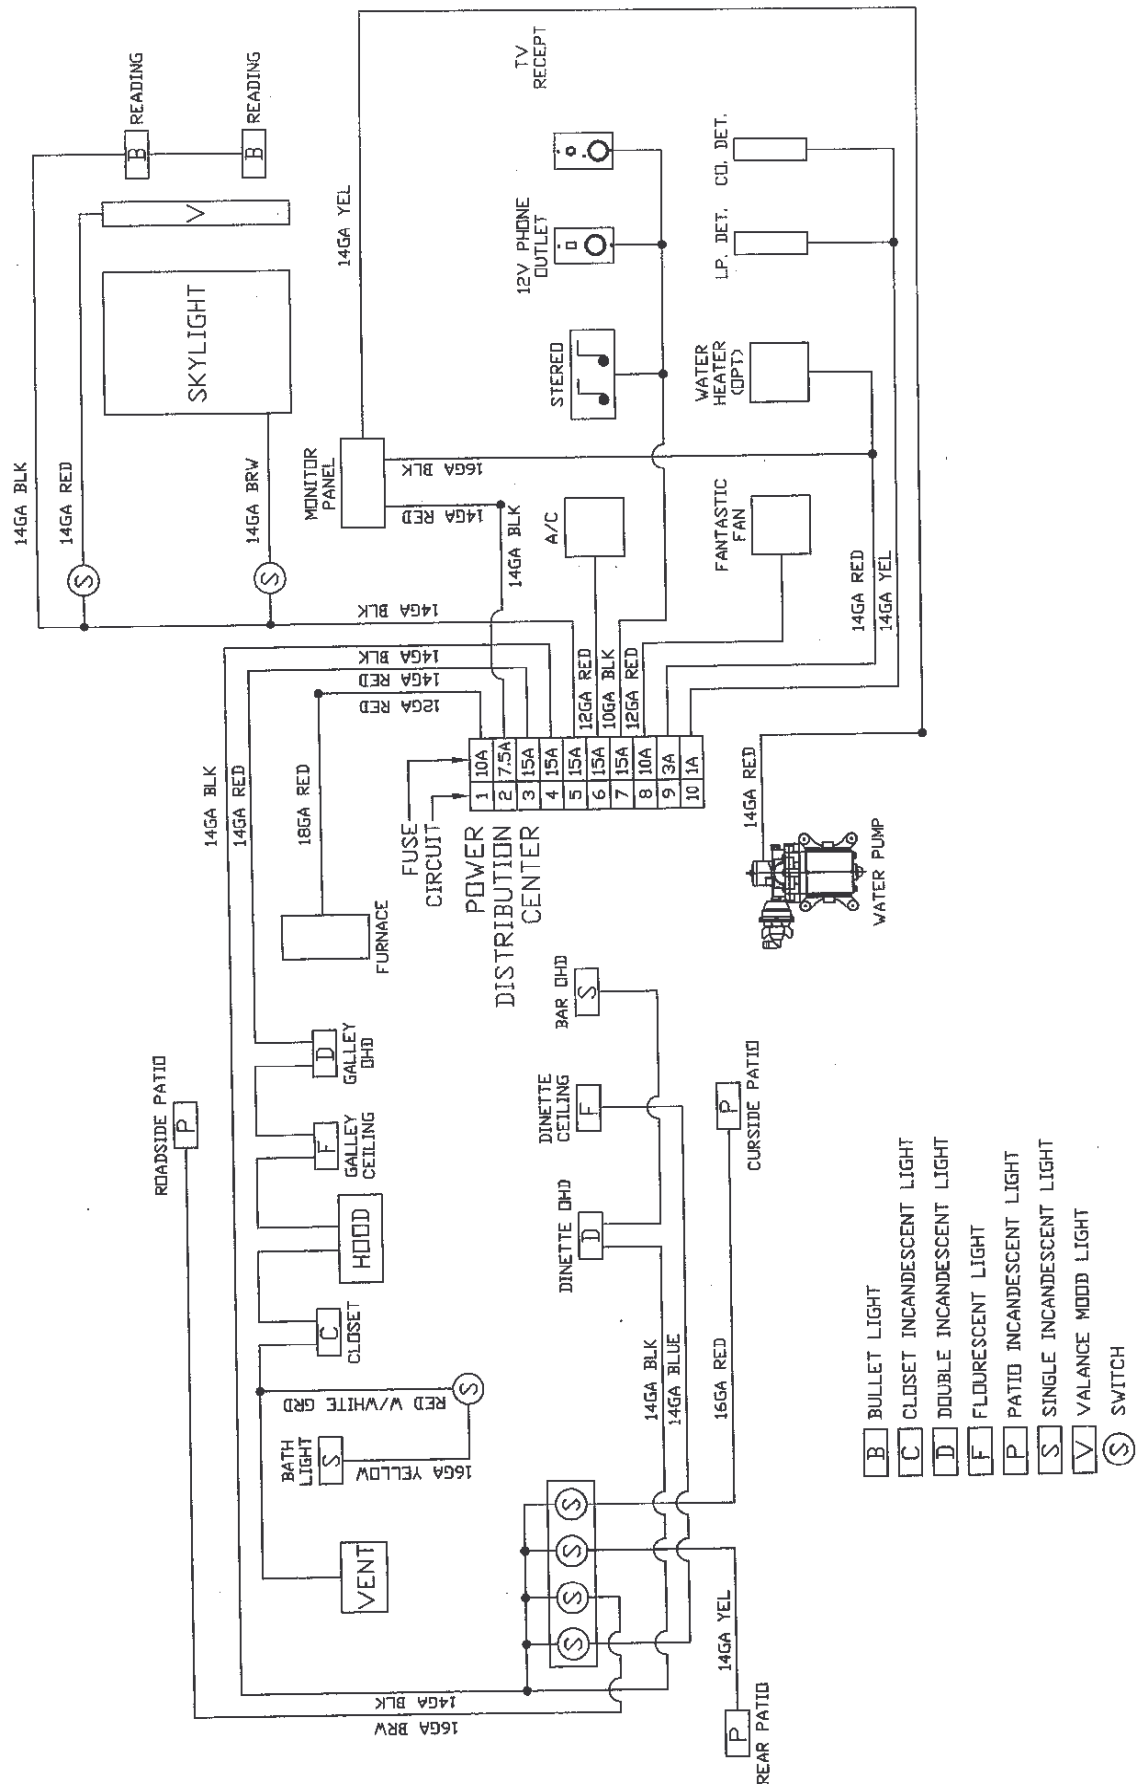 14GA BLK
14GA RED
14GA BRW
SKYLIGHT
V
B
READING
B
READING
S
S
14GA BLK
MONITOR
PANEL
14GA YEL
16GA BLK
14GA RED
14GA BLK
A/C
STEREO
12V PHONE
OUTLET
TV
RECEPT
FANTASTIC
FAN
WATER
HEATER
(OPT)
LP. DET.
CO. DET.
14GA RED
14GA YEL
14GA BLK
14GA RED
12GA RED
12GA RED
10GA BLK
12GA RED
14GA BLK
14GA RED
18GA RED
FURNACE
FUSE
CIRCUIT
POWER
DISTRIBUTION
CENTER
1 10A
2 7.5A
3 15A
4 15A
5 15A
6 15A
7 15A
8 10A
9 3A
10 1A
14GA RED
WATER PUMP
ROADSIDE PATIO
P
D
GALLEY
OHD
F
GALLEY
CEILING
HOOD
C
CLOSET
RED W/WHITE GRD
S
BATH
LIGHT
S
16GA YELLOW
VENT
BAR OHD
S
DINETTE
CEILING
F
DINETTE OHD
D
CURSIDE PATIO
P
14GA BLK
14GA BLUE
16GA RED
S
S
S
S
14GA YEL
14GA BLK
16GA BRW
P
REAR PATIO
B BULLET LIGHT
C CLOSET INCANDESCENT LIGHT
D DOUBLE INCANDESCENT LIGHT
F FLOURESCENT LIGHT
P PATIO INCANDESCENT LIGHT
S SINGLE INCANDESCENT LIGHT
V VALANCE MOOD LIGHT
S SWITCH